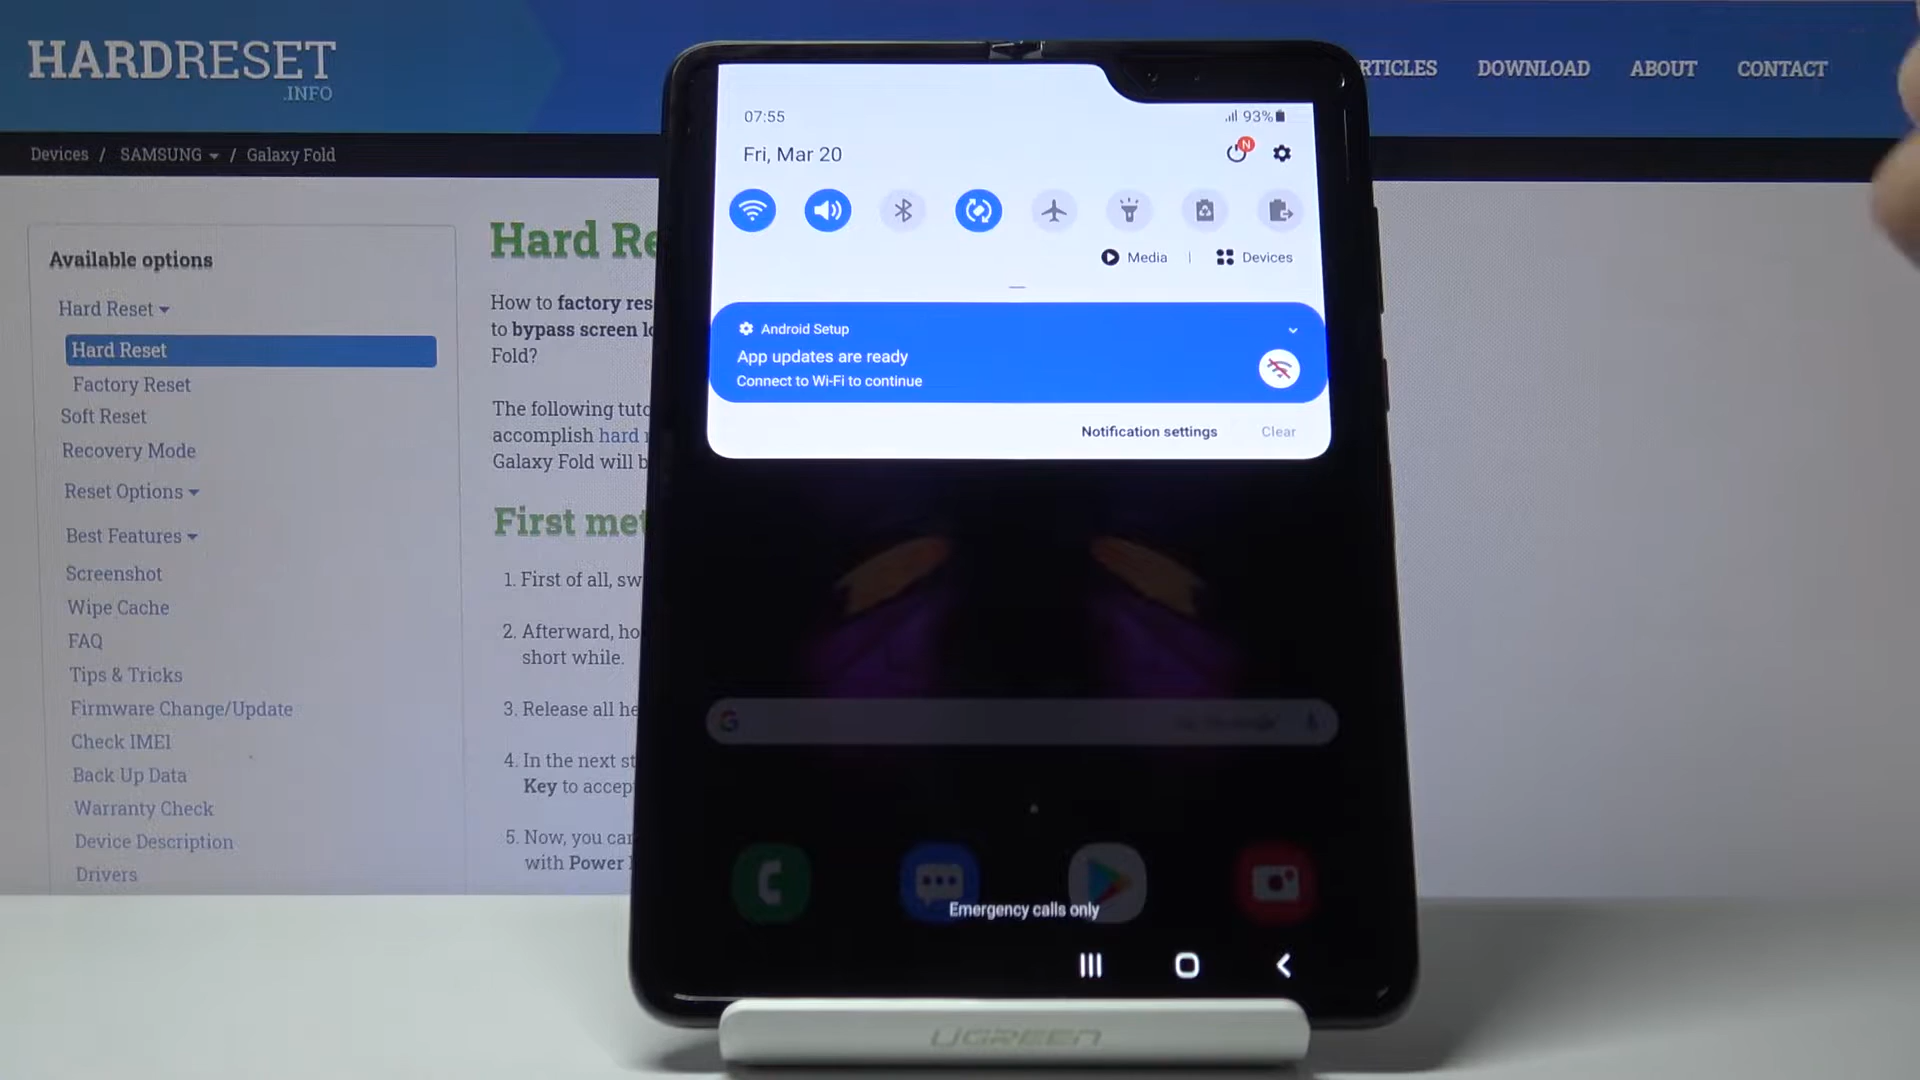 HARDRESET
.INFO
RTICLES DOWNLOAD ABOUT CONTACT
Devices / SAMSUNG / Galaxy Fold
Available options
Hard Reset
Hard Reset
Factory Reset
Soft Reset
Recovery Mode
Reset Options
Best Features
Screenshot
Wipe Cache
FAQ
Tips & Tricks
Firmware Change/Update
Check IMEI
Back Up Data
Warranty Check
Device Description
Drivers
Hard Re
How to factory res
to bypass screen lo
Fold?
The following tuto
accomplish hard
Galaxy Fold will b
First met
1. First of all, sw
2. Afterward, ho
short while.
3. Release all he
4. In the next st
Key to accep
5. Now, you can
with Power
07:55
93%
Fri, Mar 20
N
Media | Devices
Android Setup
App updates are ready
Connect to Wi-Fi to continue
Notification settings Clear
G
Emergency calls only
UGREEN